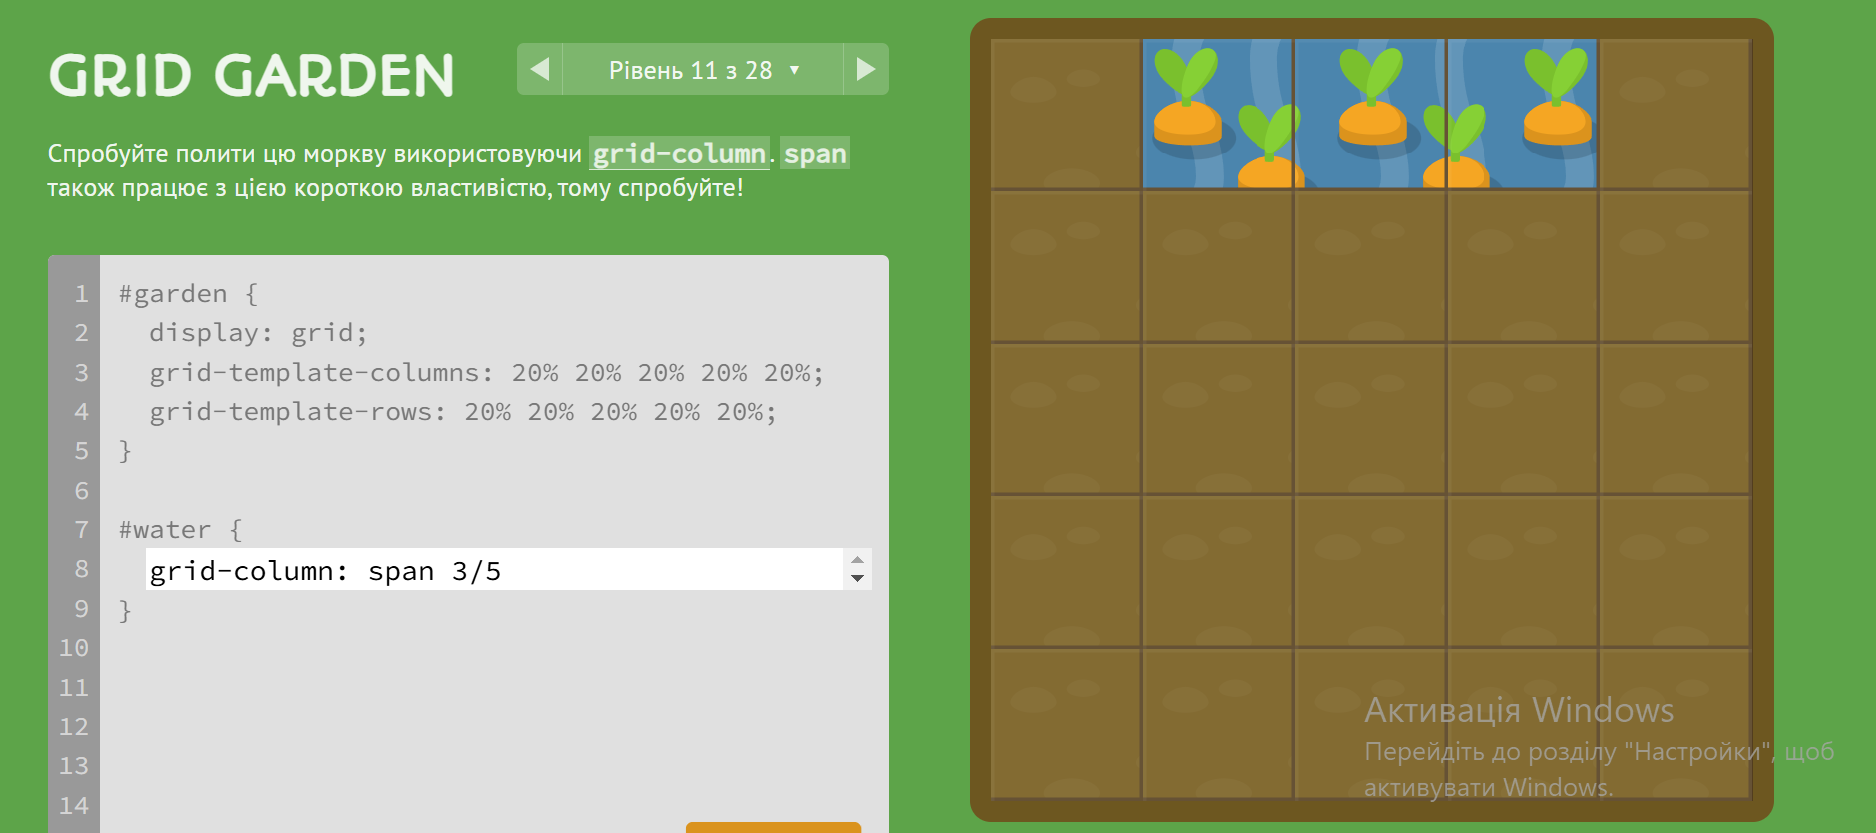 GRID GARDEN
Рівень 11 з 28 ▼
Спробуйте полити цю моркву використовуючи grid-column. span
також працює з цією короткою властивістю, тому спробуйте!
1 #garden {
2 display: grid;
3 grid-template-columns: 20% 20% 20% 20% 20%;
4 grid-template-rows: 20% 20% 20% 20% 20%;
5 }
6
7 #water {
8 grid-column: span 3/5
9 }
10
11
12
13
14
Активація Windows
Перейдіть до розділу "Настройки", щоб
активувати Windows.